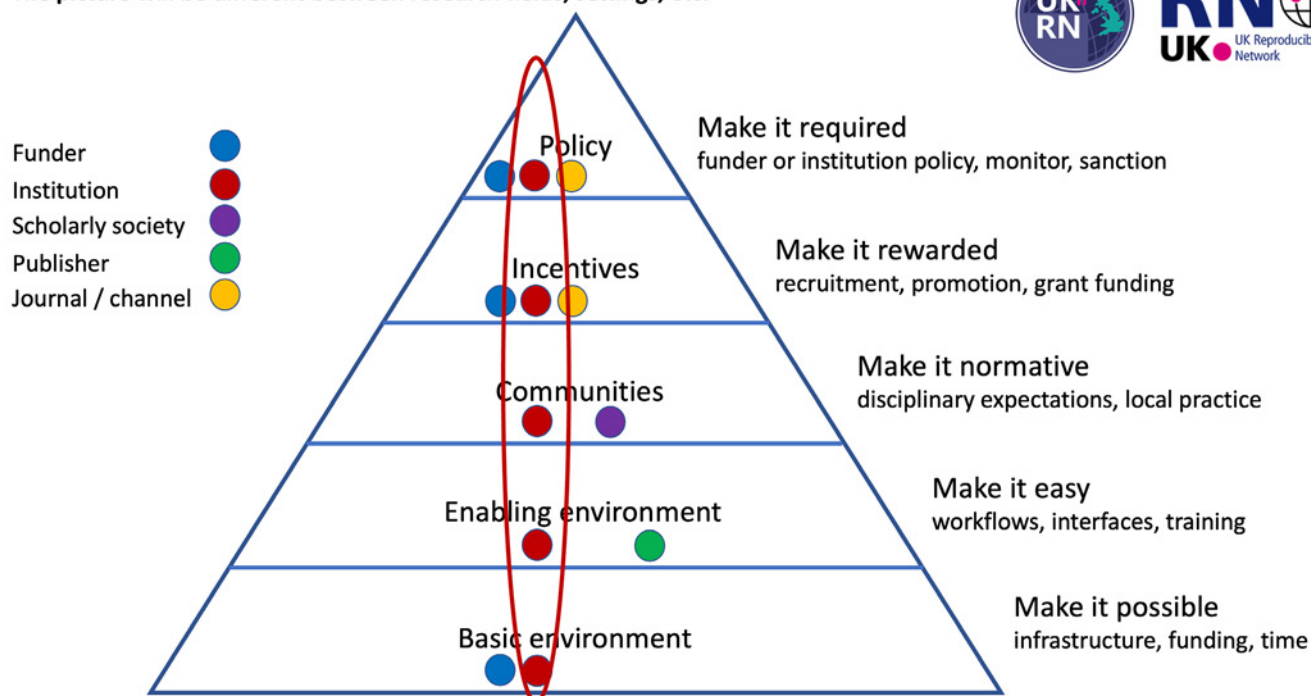 UK
RN
RN
UK
UK Reproducib
Network
Funder
Institution
Scholarly society
Publisher
Journal / channel
Policy
Make it required
funder or institution policy, monitor, sanction
Incentives
Make it rewarded
recruitment, promotion, grant funding
Communities
Make it normative
disciplinary expectations, local practice
Enabling environment
Make it easy
workflows, interfaces, training
Basic environment
Make it possible
infrastructure, funding, time